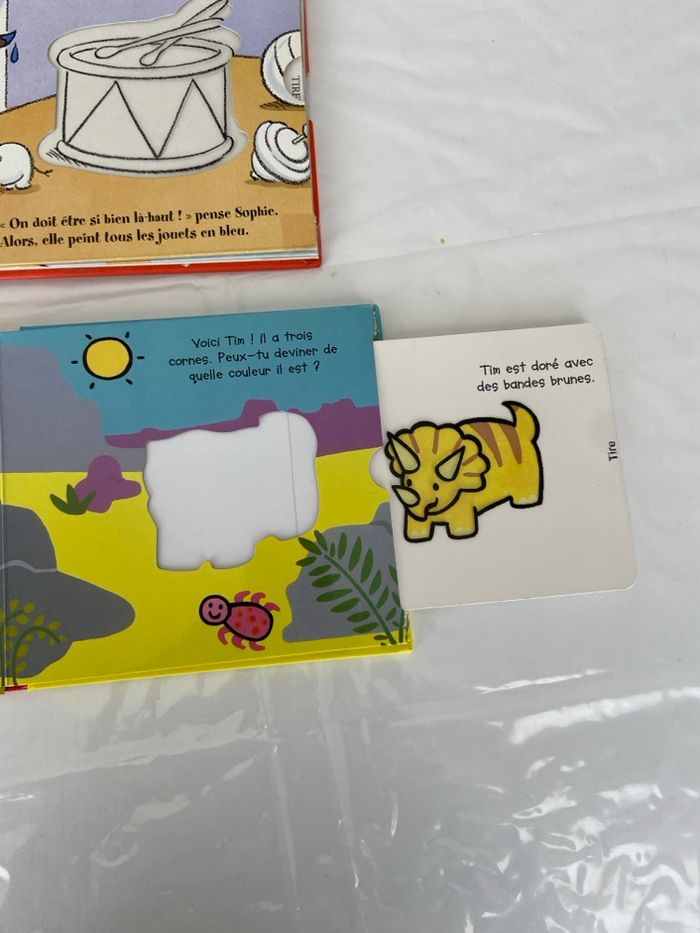 TIRE
« On doit être si bien là-haut ! » pense Sophie.
Alors, elle peint tous les jouets en bleu.
Voici Tim ! Il a trois
cornes. Peux-tu deviner de
quelle couleur il est ?
Tim est doré avec
des bandes brunes.
Tire